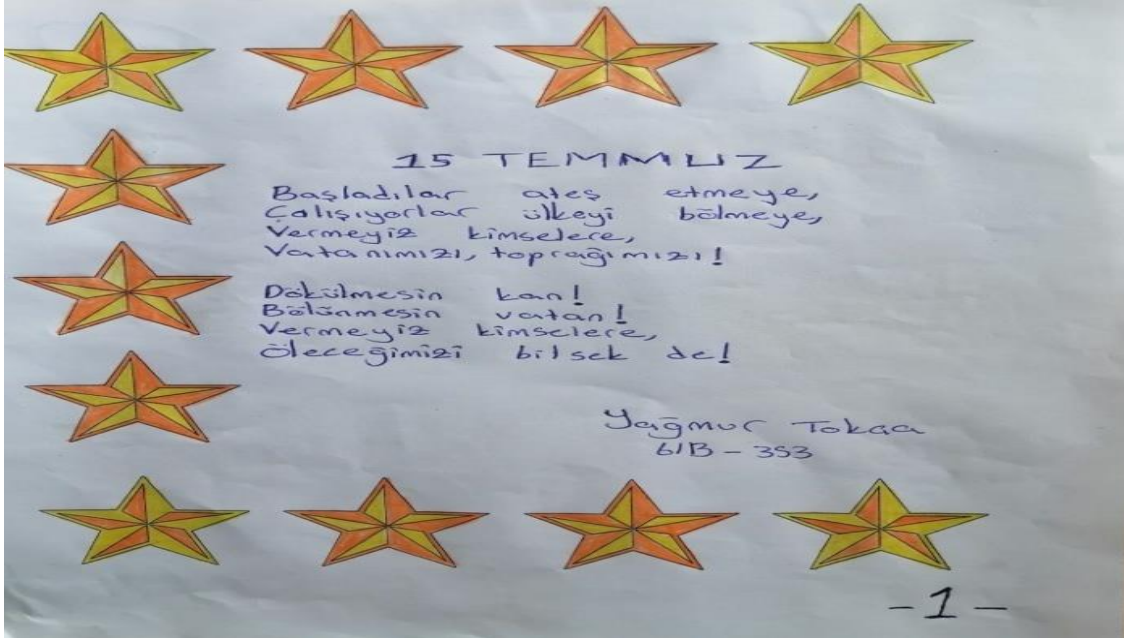 15 TEMMUZ
Başladılar ateş etmeye,
Çalışıyorlar ülkeyi bölmeye,
Vermeyiz kimselere,
Vatanımızı, toprağımızı!
Dökülmesin kan!
Bölünmesin vatan!
Vermeyiz kimselere,
Öleceğimizi bilsek de!
Yağmur
6/B - 353
-1-